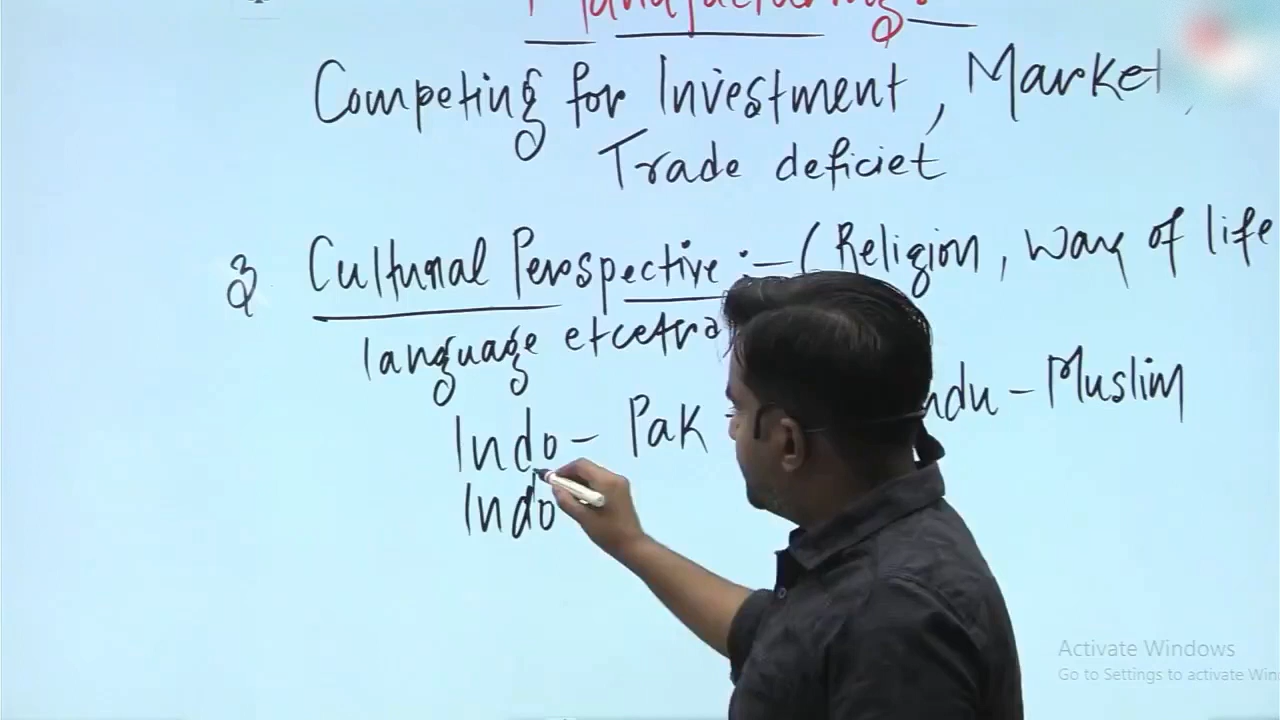 Manufacturing :
Competing for Investment, Market,
Trade deficiet
3 Cultural Perspective :- (Religion, way of life
language etcetra
Indo - Pak Muslim
Indo
Activate Windows
Go to Settings to activate Win